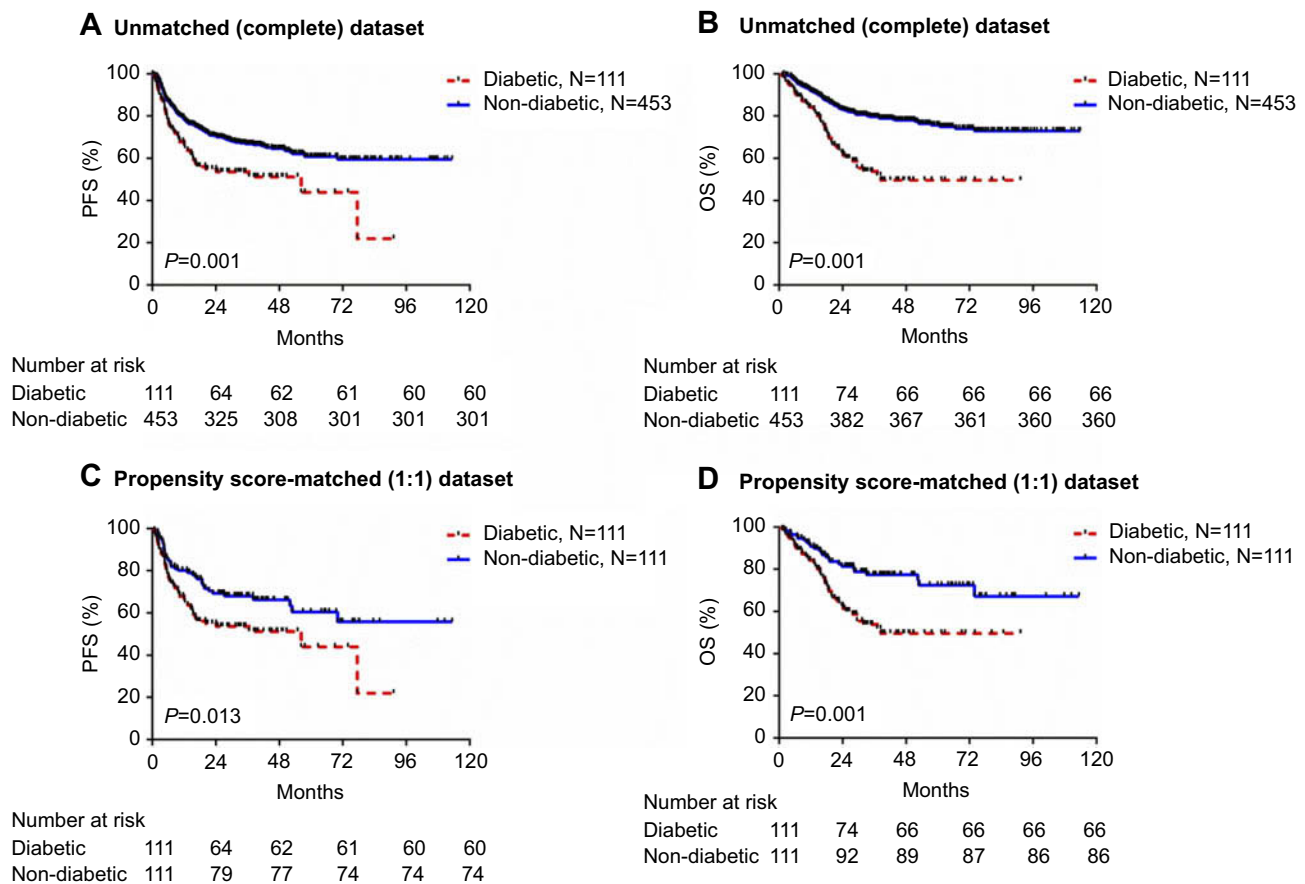 A Unmatched (complete) dataset
100
80
60
40
20
0
PFS (%)
Diabetic, N=111
Non-diabetic, N=453
P=0.001
0 24 48 72 96 120
Months
Number at risk
Diabetic 111 64 62 61 60 60
Non-diabetic 453 325 308 301 301 301
B Unmatched (complete) dataset
100
80
60
40
20
0
OS (%)
Diabetic, N=111
Non-diabetic, N=453
P=0.001
0 24 48 72 96 120
Months
Number at risk
Diabetic 111 74 66 66 66 66
Non-diabetic 453 382 367 361 360 360
C Propensity score-matched (1:1) dataset
100
80
60
40
20
0
PFS (%)
Diabetic, N=111
Non-diabetic, N=111
P=0.013
0 24 48 72 96 120
Months
Number at risk
Diabetic 111 64 62 61 60 60
Non-diabetic 111 79 77 74 74 74
D Propensity score-matched (1:1) dataset
100
80
60
40
20
0
OS (%)
Diabetic, N=111
Non-diabetic, N=111
P=0.001
0 24 48 72 96 120
Months
Number at risk
Diabetic 111 74 66 66 66 66
Non-diabetic 111 92 89 87 86 86